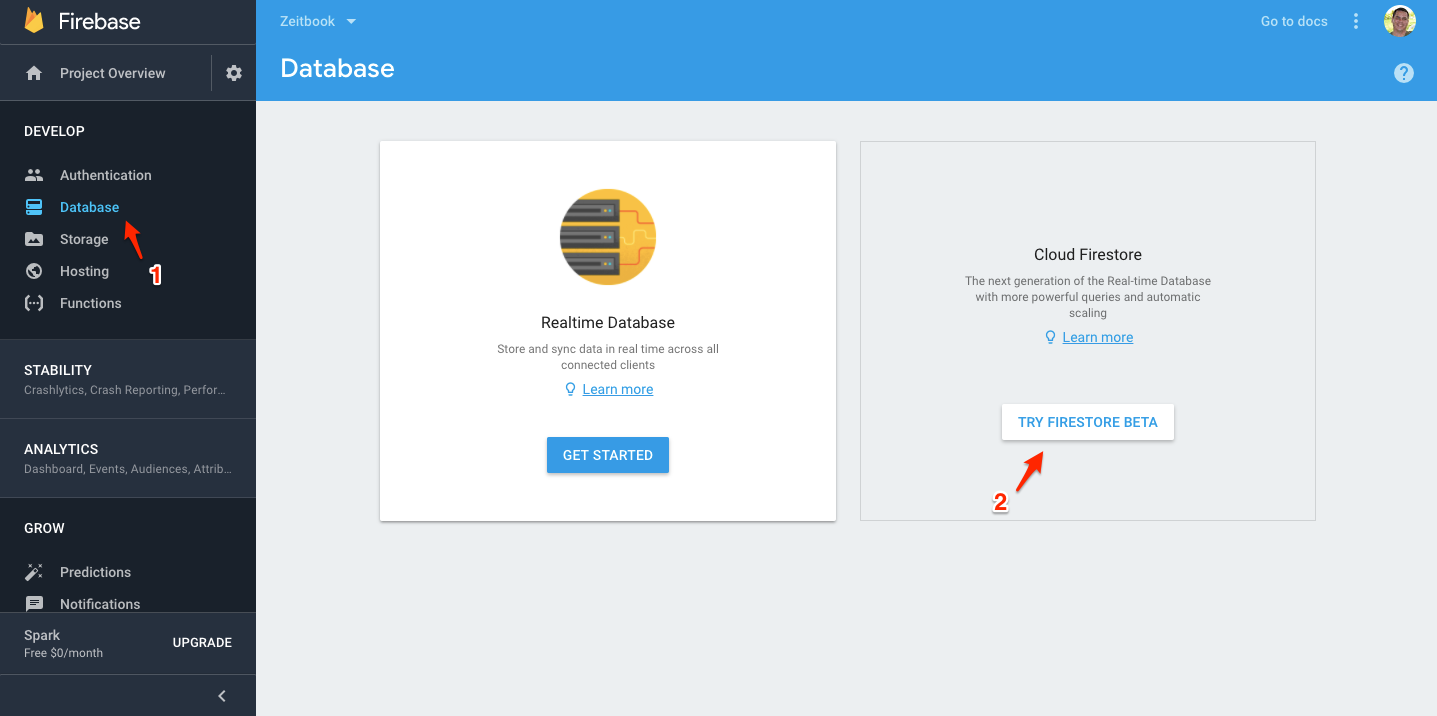 Firebase
Project Overview
DEVELOP
Authentication
Database
1
Storage
Hosting
Functions
STABILITY
Crashlytics, Crash Reporting, Perfor...
ANALYTICS
Dashboard, Events, Audiences, Attrib...
GROW
Predictions
Notifications
Spark
Free $0/month
UPGRADE
Zeitbook
Go to docs
Database
?
Realtime Database
Store and sync data in real time across all
connected clients
Learn more
GET STARTED
Cloud Firestore
The next generation of the Real-time Database
with more powerful queries and automatic
scaling
Learn more
TRY FIRESTORE BETA
2